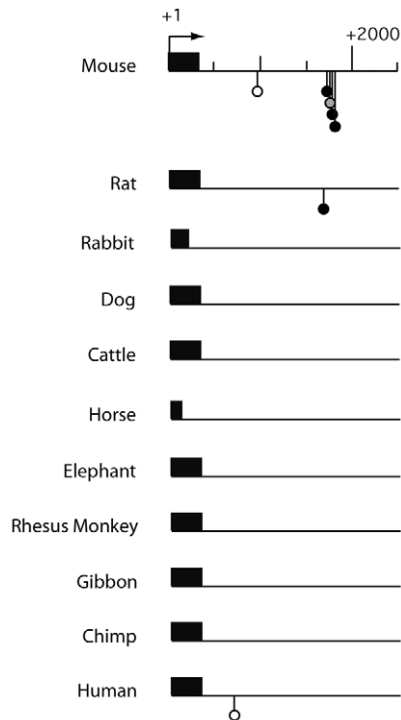 +1
+2000
Mouse
Rat
Rabbit
Dog
Cattle
Horse
Elephant
Rhesus Monkey
Gibbon
Chimp
Human